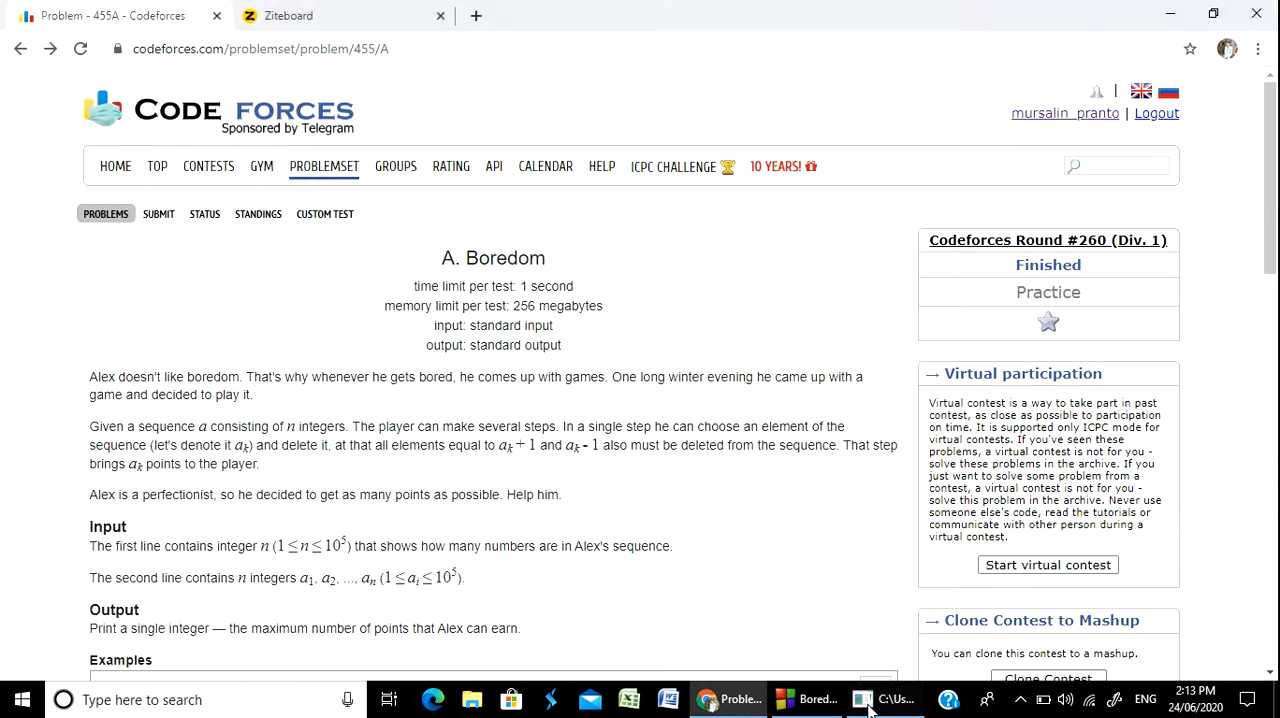 Problem - 455A - Codeforces
Ziteboard
codeforces.com/problemset/problem/455/A
CODE FORCES
Sponsored by Telegram
mursalin_pranto | Logout
HOME TOP CONTESTS GYM PROBLEMSET GROUPS RATING API CALENDAR HELP ICPC CHALLENGE 10 YEARS!
PROBLEMS SUBMIT STATUS STANDINGS CUSTOM TEST
A. Boredom
time limit per test: 1 second
memory limit per test: 256 megabytes
input: standard input
output: standard output
Alex doesn't like boredom. That's why whenever he gets bored, he comes up with games. One long winter evening he came up with a
game and decided to play it.
Given a sequence a consisting of n integers. The player can make several steps. In a single step he can choose an element of the
sequence (let's denote it ak) and delete it, at that all elements equal to ak + 1 and ak - 1 also must be deleted from the sequence. That step
brings ak points to the player.
Alex is a perfectionist, so he decided to get as many points as possible. Help him.
Input
The first line contains integer n (1 ≤ n ≤ 10^5) that shows how many numbers are in Alex's sequence.
The second line contains n integers a1, a2, ..., an (1 ≤ ai ≤ 10^5).
Output
Print a single integer — the maximum number of points that Alex can earn.
Examples
Codeforces Round #260 (Div. 1)
Finished
Practice
→ Virtual participation
Virtual contest is a way to take part in past
contest, as close as possible to participation
on time. It is supported only ICPC mode for
virtual contests. If you've seen these
problems, a virtual contest is not for you -
solve these problems in the archive. If you
just want to solve some problem from a
contest, a virtual contest is not for you -
solve this problem in the archive. Never use
someone else's code, read the tutorials or
communicate with other person during a
virtual contest.
Start virtual contest
→ Clone Contest to Mashup
You can clone this contest to a mashup.
Clone Contest
Type here to search
Proble...
Bored...
C:\Us...
ENG
2:13 PM
24/06/2020